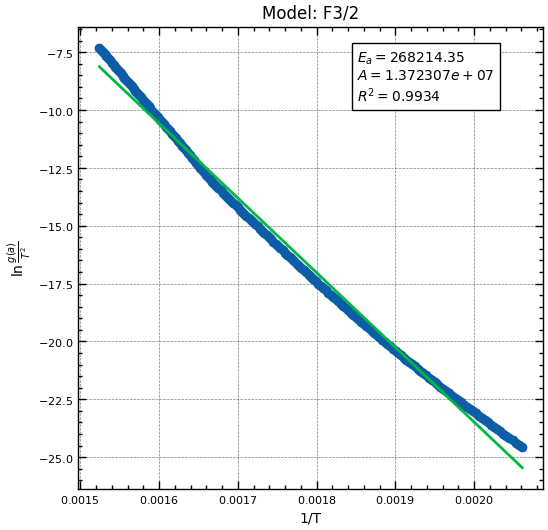 Model: F3/2
E_a = 268214.35
A = 1.372307e + 07
R^2 = 0.9934
ln g(a)/T^2
−7.5
−10.0
−12.5
−15.0
−17.5
−20.0
−22.5
−25.0
0.0015 0.0016 0.0017 0.0018 0.0019 0.0020
1/T